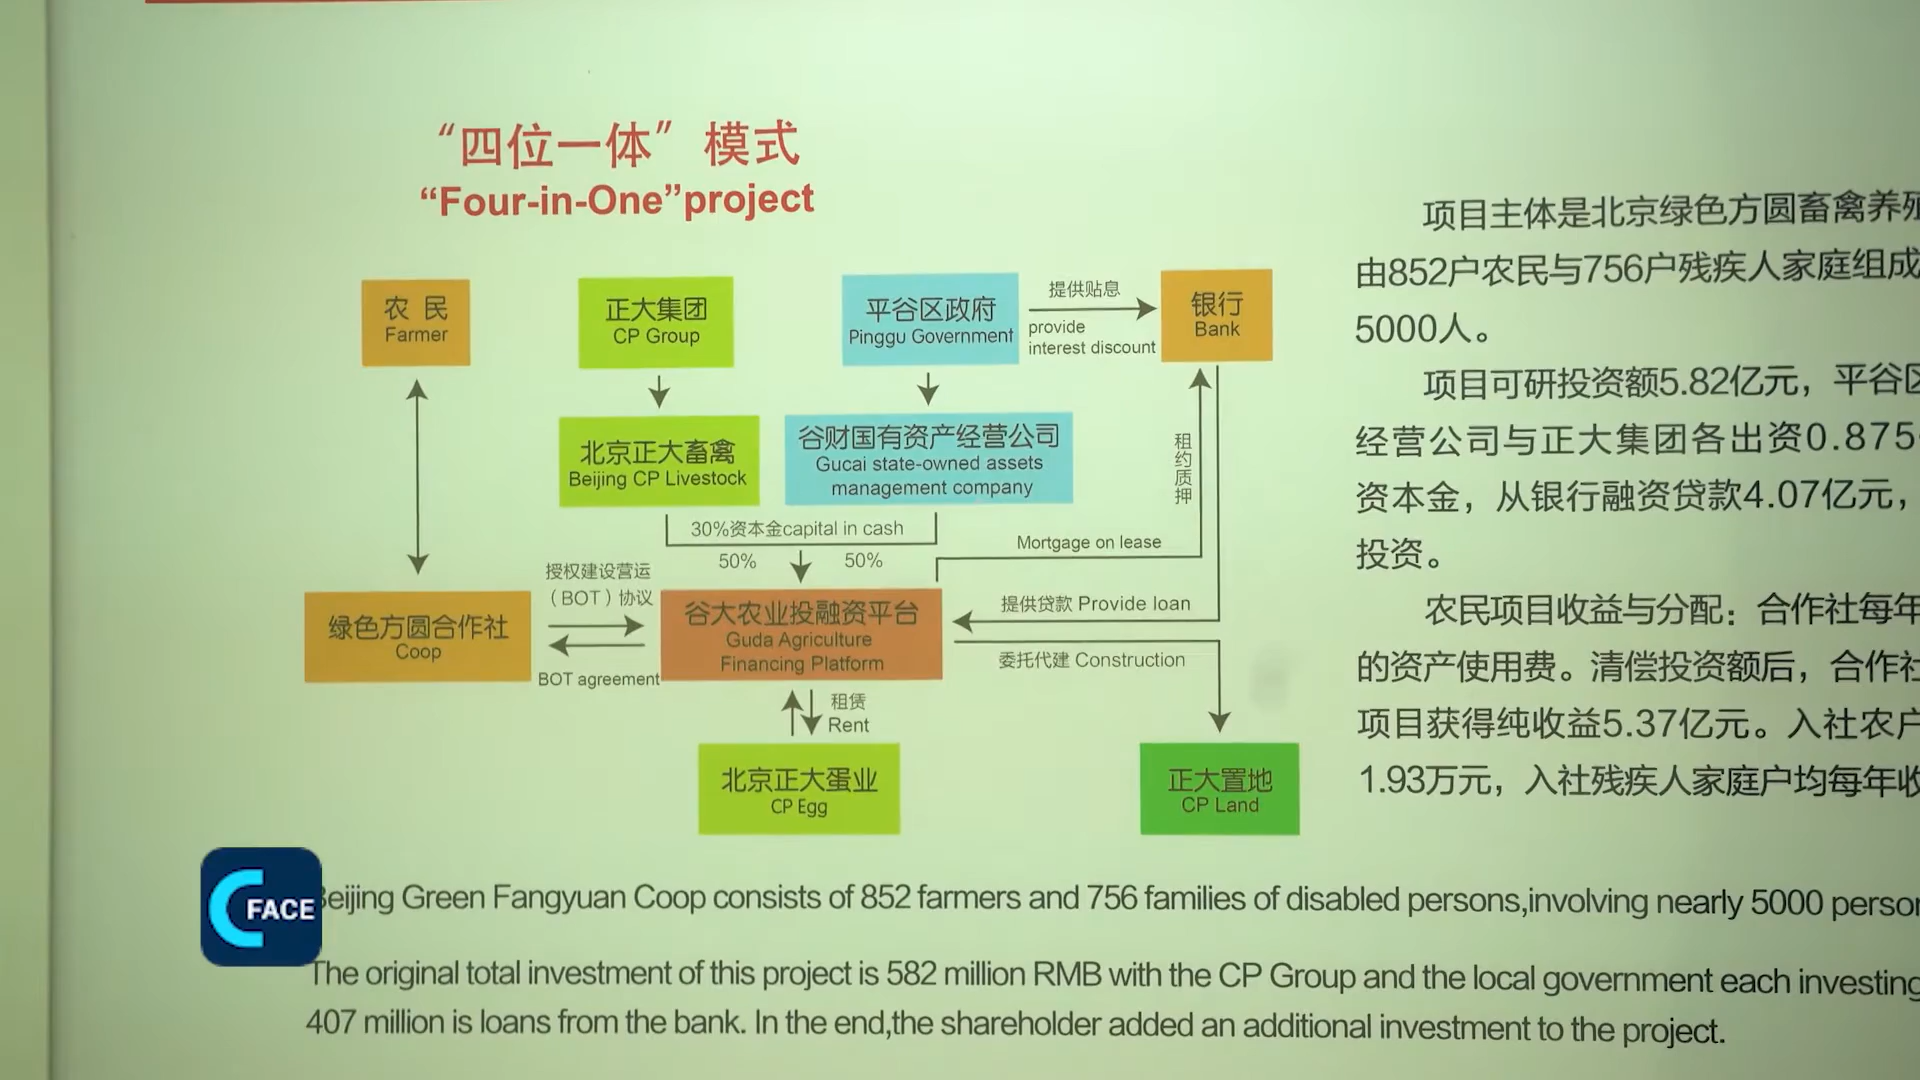 “四位一体”模式
“Four-in-One”project
农 民
Farmer
正大集团
CP Group
平谷区政府
Pinggu Government
提供贴息
provide
interest discount
银行
Bank
北京正大畜禽
Beijing CP Livestock
谷财国有资产经营公司
Gucai state-owned assets
management company
租约质押
30%资本金capital in cash
50%
50%
Mortgage on lease
授权建设营运
（BOT）协议
BOT agreement
绿色方圆合作社
Coop
谷大农业投融资平台
Guda Agriculture
Financing Platform
提供贷款 Provide loan
委托代建 Construction
租赁
Rent
北京正大蛋业
CP Egg
正大置地
CP Land
项目主体是北京绿色方圆畜禽养殖
由852户农民与756户残疾人家庭组成
5000人。
项目可研投资额5.82亿元，平谷区
经营公司与正大集团各出资0.875
资本金，从银行融资贷款4.07亿元，
投资。
农民项目收益与分配：合作社每年
的资产使用费。清偿投资额后，合作社
项目获得纯收益5.37亿元。入社农户
1.93万元，入社残疾人家庭户均每年收
FACE
Beijing Green Fangyuan Coop consists of 852 farmers and 756 families of disabled persons,involving nearly 5000 person
The original total investment of this project is 582 million RMB with the CP Group and the local government each investing
407 million is loans from the bank. In the end,the shareholder added an additional investment to the project.